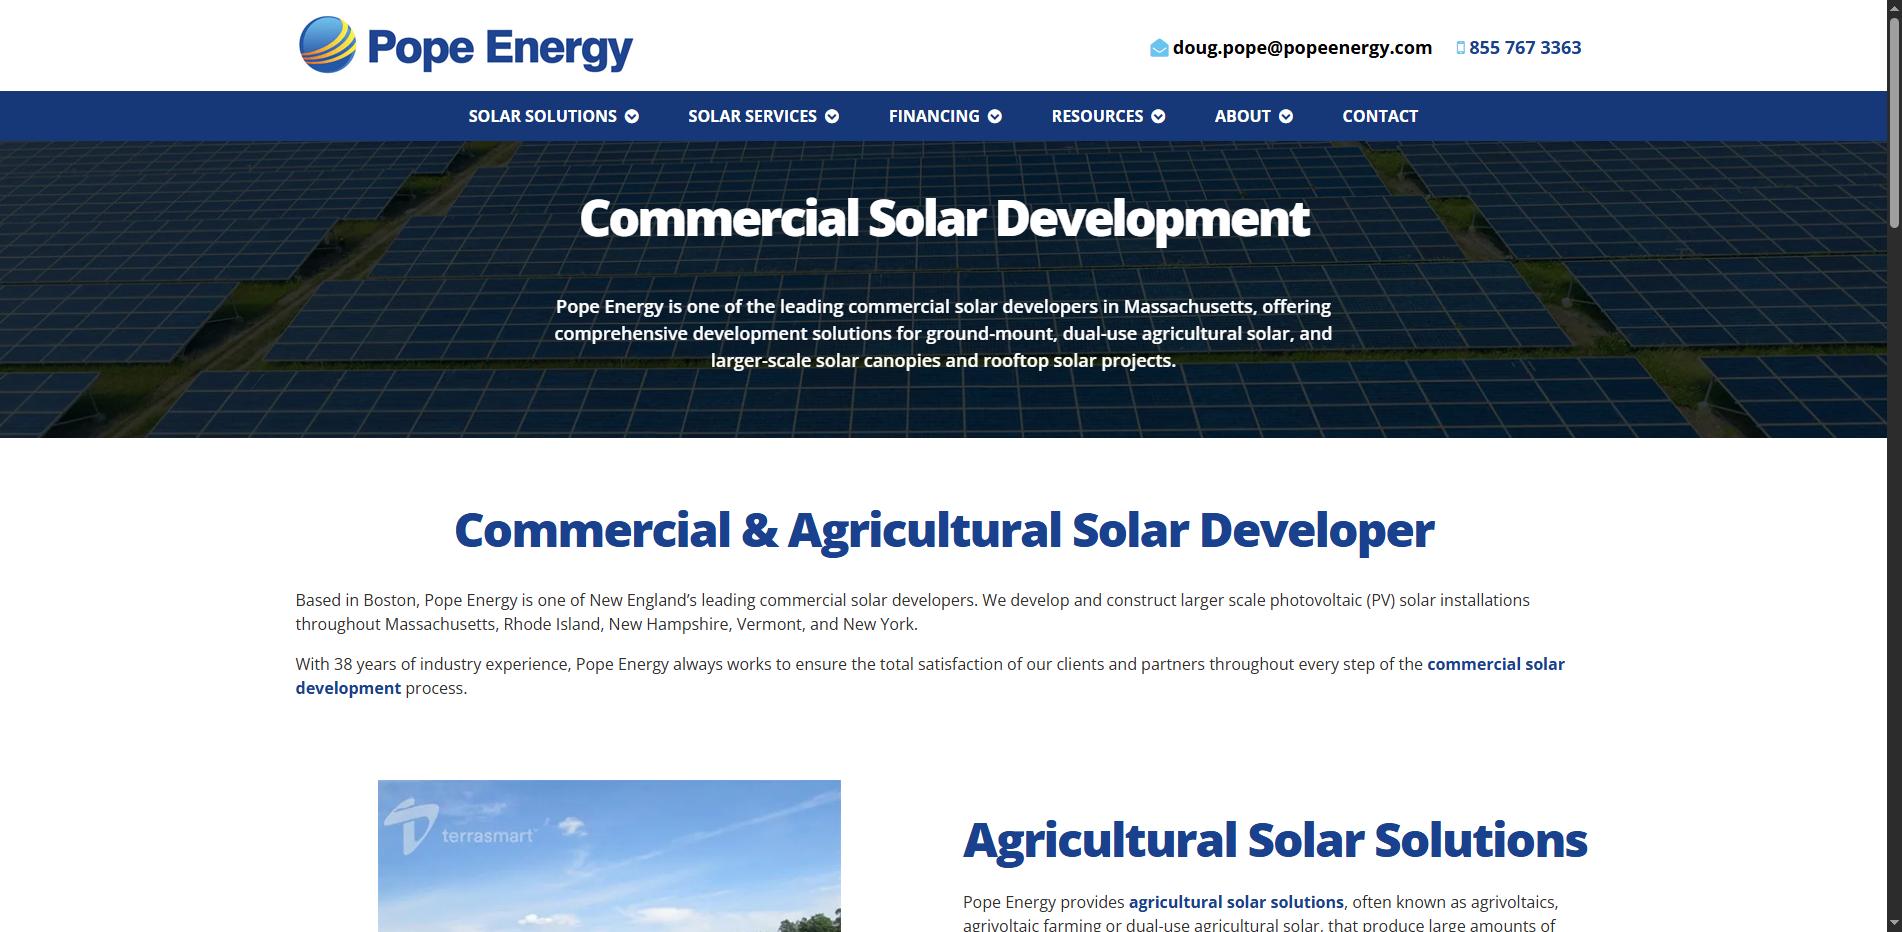 Pope Energy
doug.pope@popeenergy.com
855 767 3363
SOLAR SOLUTIONS
SOLAR SERVICES
FINANCING
RESOURCES
ABOUT
CONTACT
Commercial Solar Development
Pope Energy is one of the leading commercial solar developers in Massachusetts, offering
comprehensive development solutions for ground-mount, dual-use agricultural solar, and
larger-scale solar canopies and rooftop solar projects.
Commercial & Agricultural Solar Developer
Based in Boston, Pope Energy is one of New England’s leading commercial solar developers. We develop and construct larger scale photovoltaic (PV) solar installations
throughout Massachusetts, Rhode Island, New Hampshire, Vermont, and New York.
With 38 years of industry experience, Pope Energy always works to ensure the total satisfaction of our clients and partners throughout every step of the commercial solar
development process.
terrasmart
Agricultural Solar Solutions
Pope Energy provides agricultural solar solutions, often known as agrivoltaics,
agrivoltaic farming or dual-use agricultural solar, that produce large amounts of